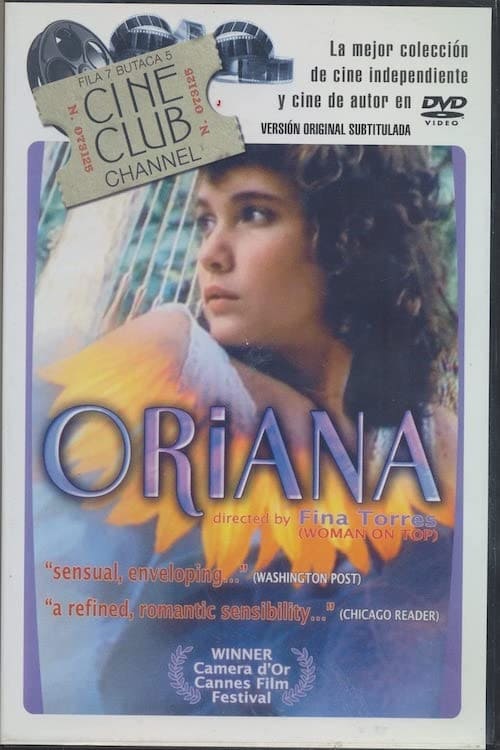 FILA 7 BUTACA 5
CINE
CLUB
CHANNEL
N. 073125
N. 073125
La mejor colección
de cine independiente
y cine de autor en DVD
VIDEO
VERSIÓN ORIGINAL SUBTITULADA
ORiANA
directed by Fina Torres
(WOMAN ON TOP)
"sensual, enveloping..." (WASHINGTON POST)
"a refined, romantic sensibility..." (CHICAGO READER)
WINNER
Camera d'Or
Cannes Film
Festival